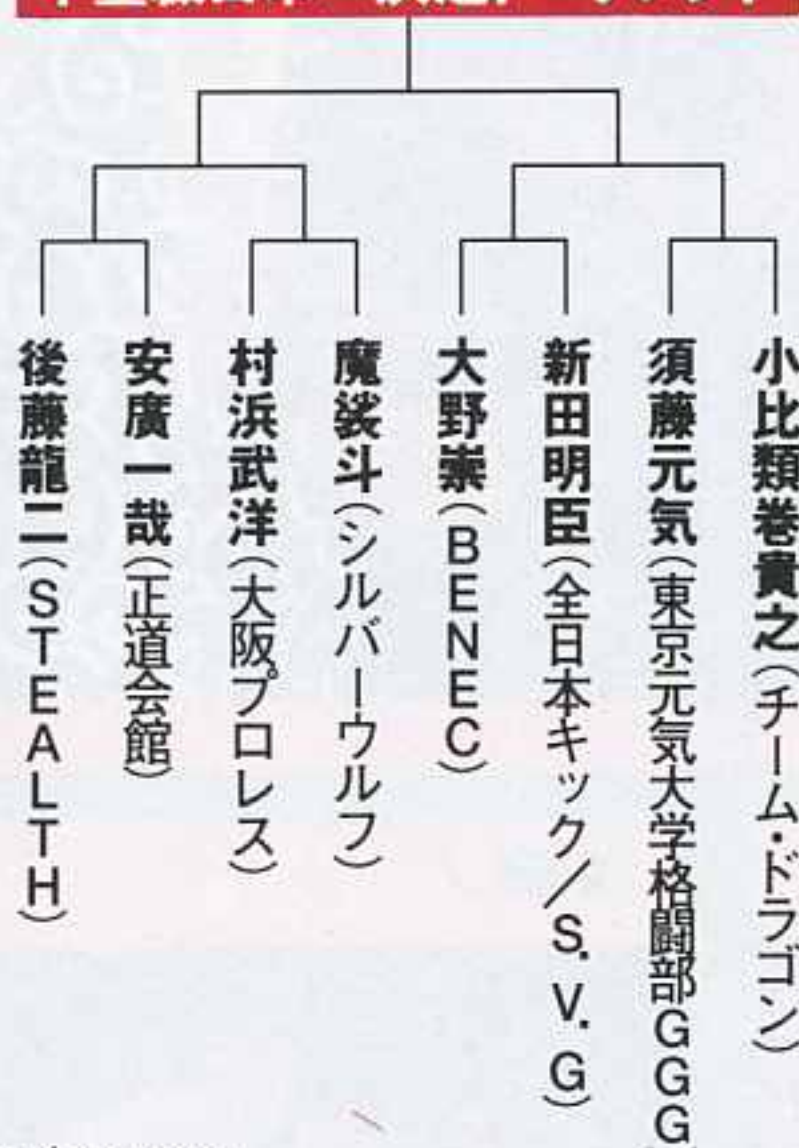 小比類巻貴之(チーム・ドラゴン)
須藤元気(東京元気大学格闘部GGG
新田明臣(全日本キック/S.V.G)
大野崇(BENEC)
魔裟斗(シルバーウルフ)
村浜武洋(大阪プロレス)
安廣一哉(正道会館)
後藤龍二(STEALTH)